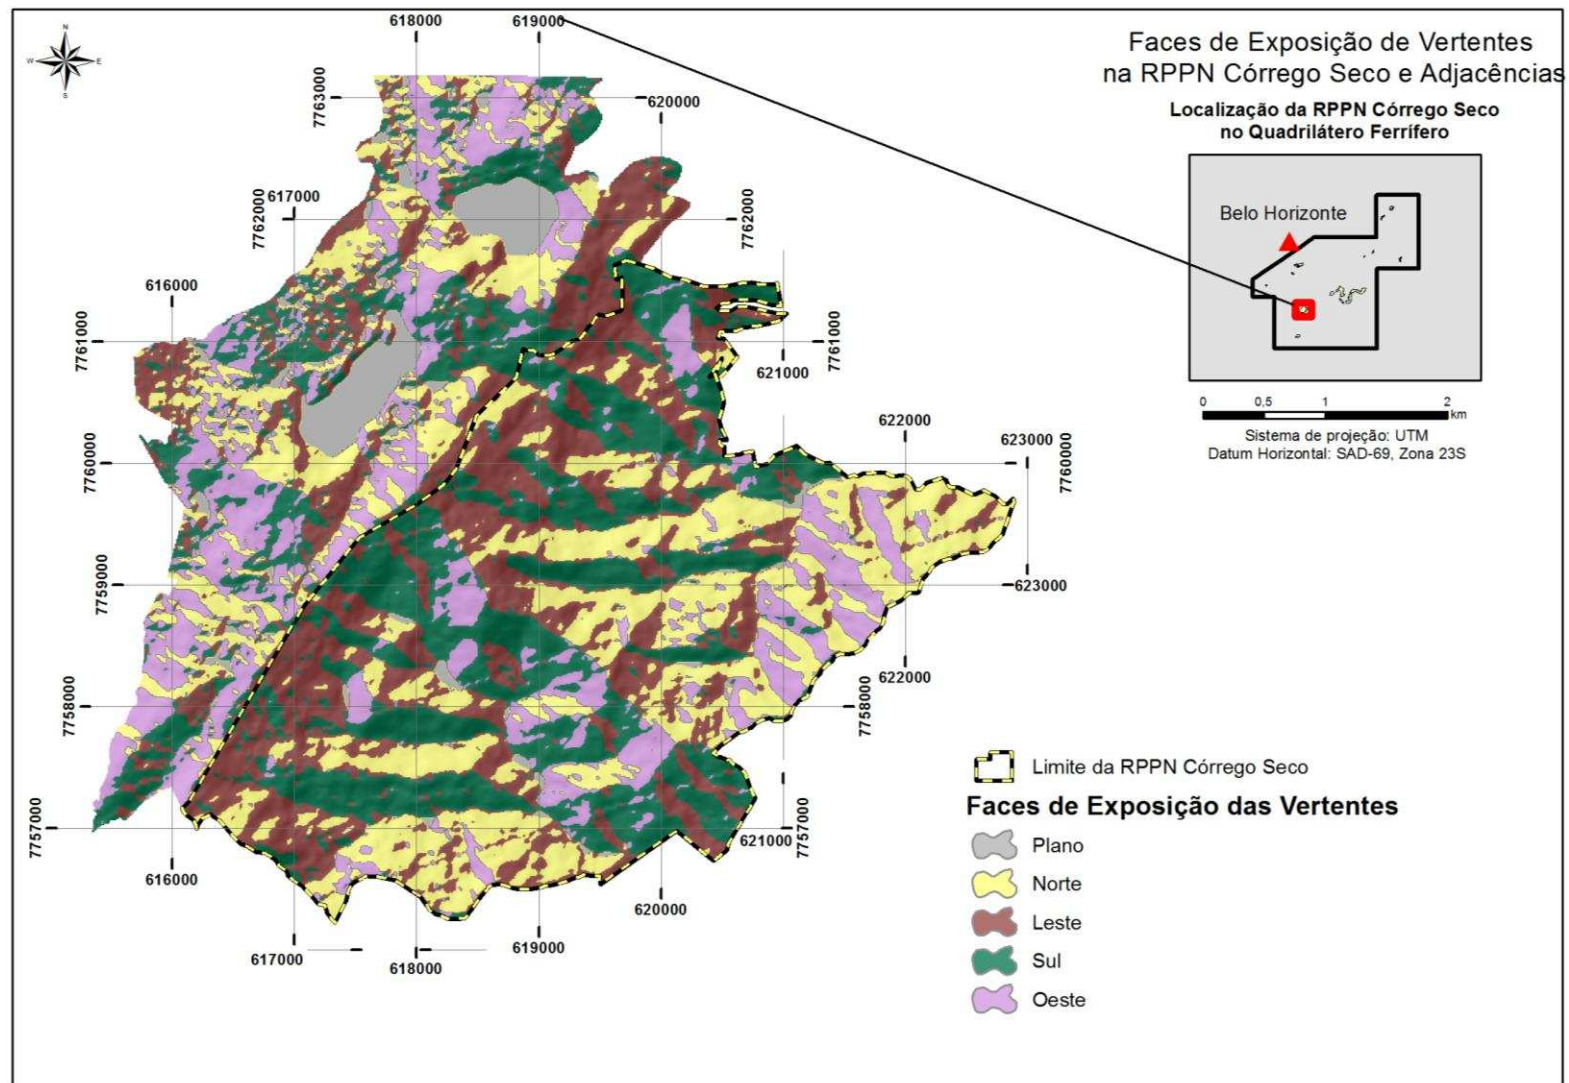 Faces de Exposição de Vertentes
na RPPN Córrego Seco e Adjacências
Localização da RPPN Córrego Seco
no Quadrilátero Ferrífero
Belo Horizonte
0 0,5 1 2
km
Sistema de projeção: UTM
Datum Horizontal: SAD-69, Zona 23S
N
W E
S
618000 619000
7763000 620000
617000
7762000 7762000
616000
7761000 7761000
621000
622000
623000
7760000 7760000
7759000 623000
622000
7758000 7758000
7757000 621000 7757000
616000
620000
617000 618000 619000
Limite da RPPN Córrego Seco
Faces de Exposição das Vertentes
Plano
Norte
Leste
Sul
Oeste